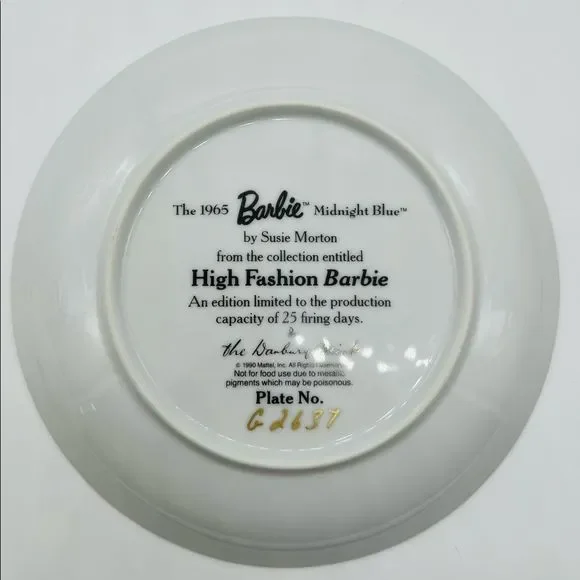 The 1965 Barbie™ Midnight Blue™
by Susie Morton
from the collection entitled
High Fashion Barbie
An edition limited to the production
capacity of 25 firing days.
the Danbury Mint
© 1990 Mattel, Inc. All Rights Reserved
Not for food use due to metallic
pigments which may be poisonous.
Plate No.
G2637